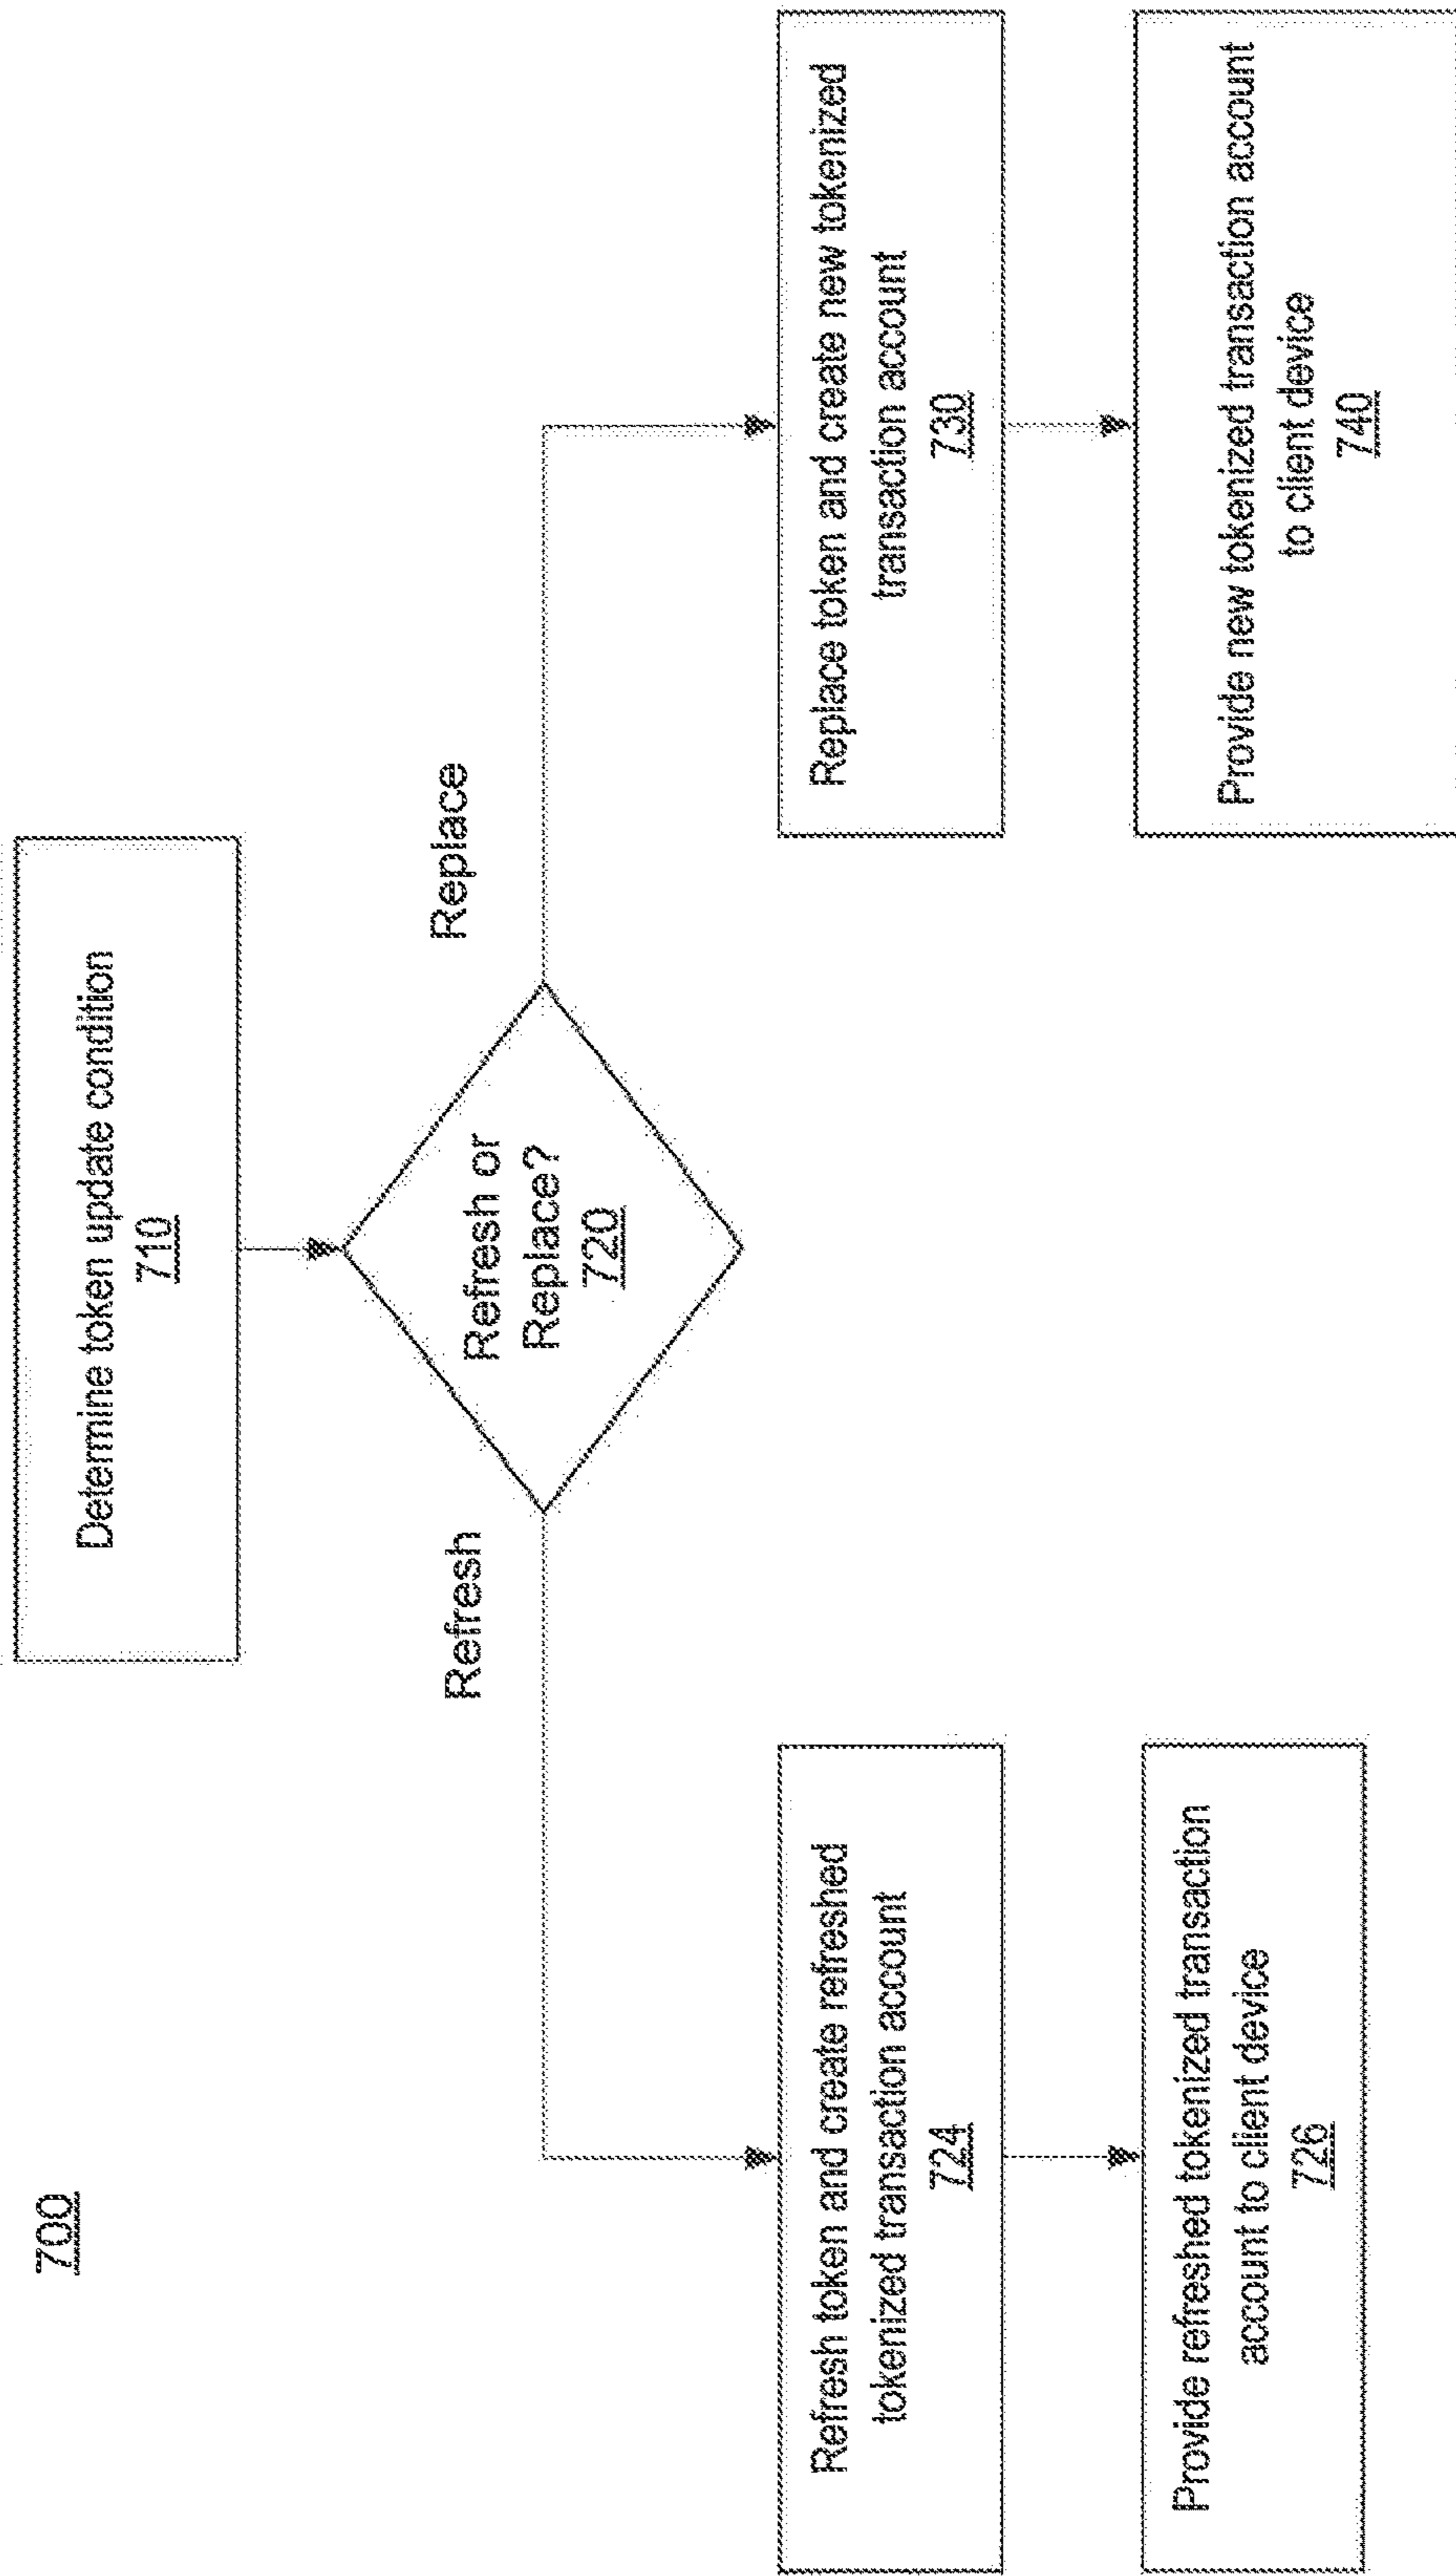 700
Determine token update condition
710
Refresh or
Replace?
720
Refresh
Replace
Refresh token and create refreshed
tokenized transaction account
724
Replace token and create new tokenized
transaction account
730
Provide refreshed tokenized transaction
account to client device
726
Provide new tokenized transaction account
to client device
740